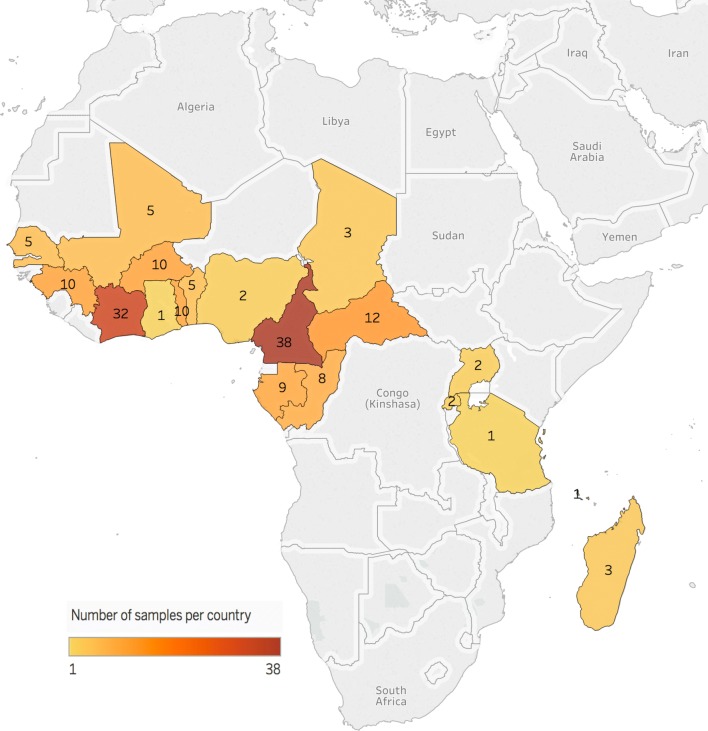 Iraq
Iran
Algeria
Libya
Egypt
Saudi
Arabia
5
3
5
Sudan
Yemen
10
10
5
2
32
1
10
12
38
2
8
9
Congo
(Kinshasa)
2
1
1
3
Number of samples per country
1
38
South
Africa